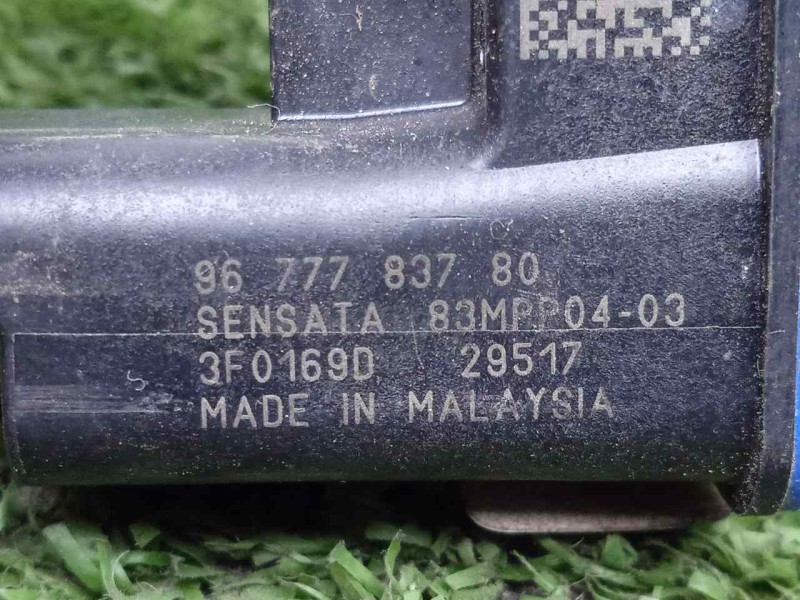 96 777 837 80
SENSATA 83MPP04-03
3F0169D 29517
MADE IN MALAYSIA